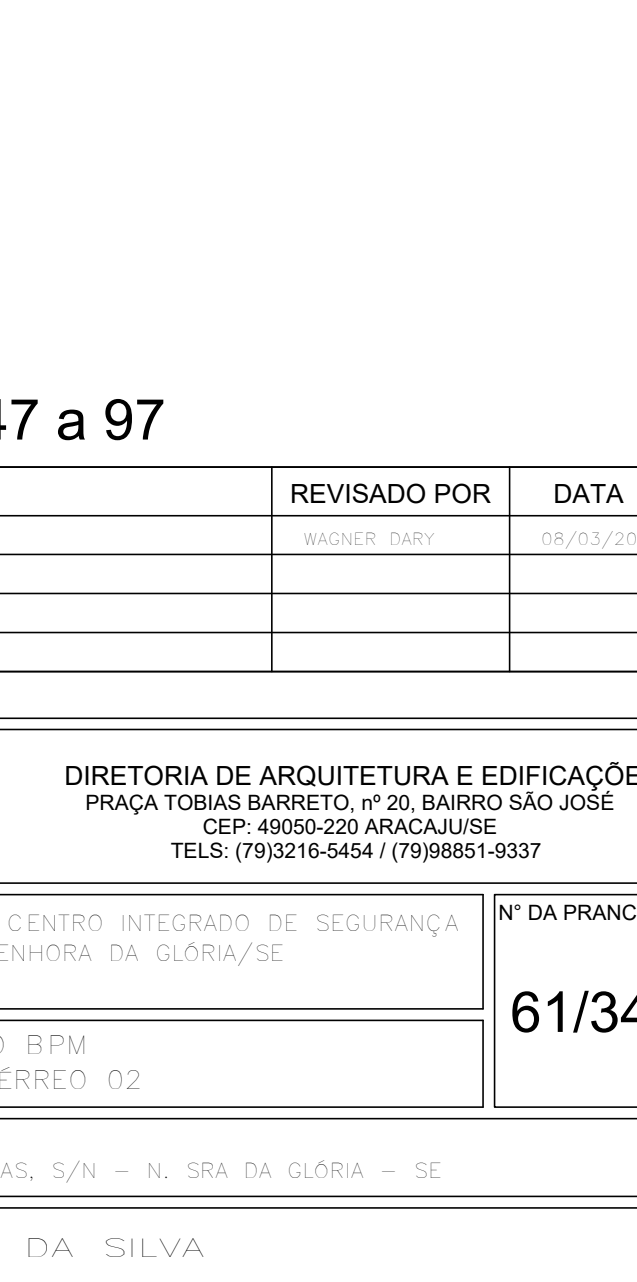 47 a 97
REVISADO POR DATA
WAGNER DARY 08/03/20
DIRETORIA DE ARQUITETURA E EDIFICAÇÕE
PRAÇA TOBIAS BARRETO, nº 20, BAIRRO SÃO JOSÉ
CEP: 49050-220 ARACAJU/SE
TELS: (79)3216-5454 / (79)98851-9337
CENTRO INTEGRADO DE SEGURANÇA
ENHORA DA GLÓRIA/SE
N° DA PRANC
61/34
O BPM
ÉRREO 02
AS, S/N – N. SRA DA GLÓRIA – SE
DA SILVA